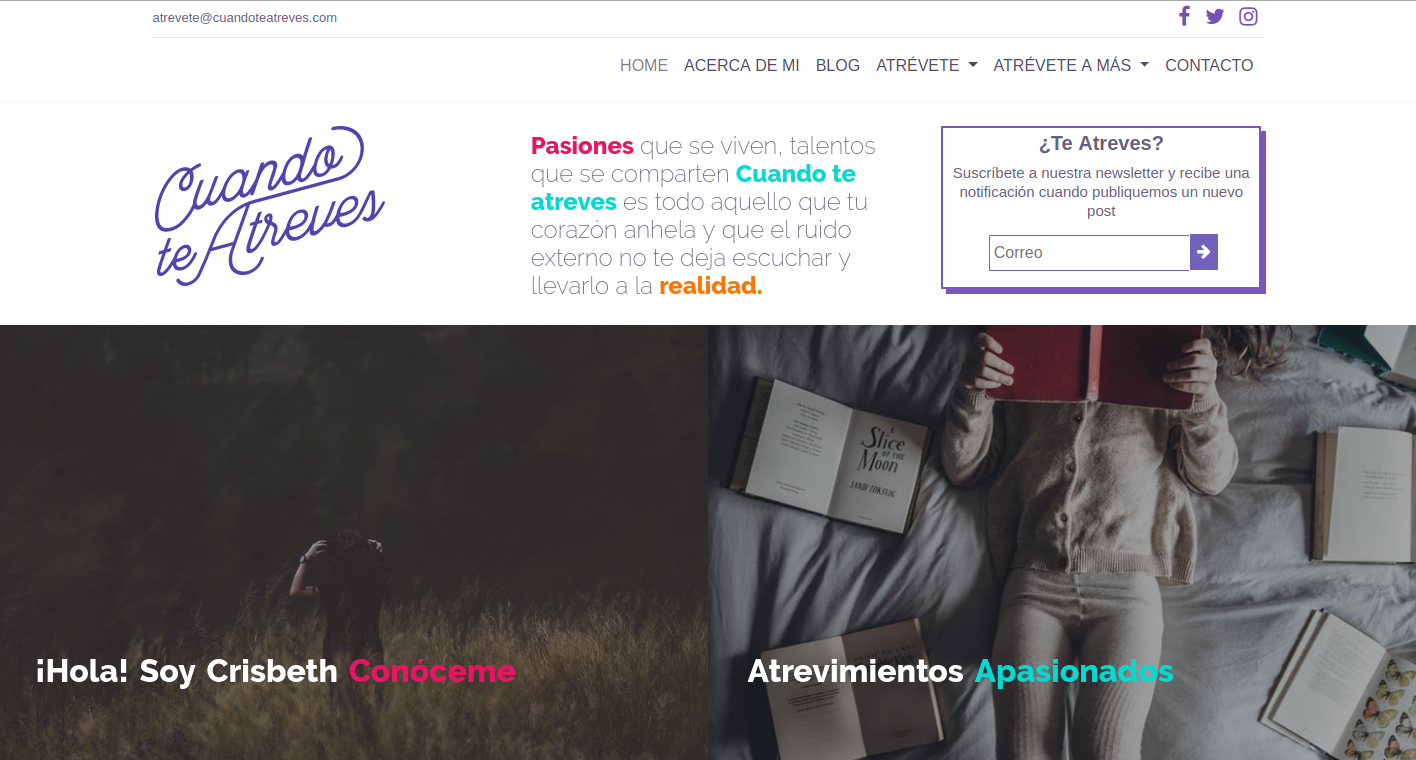 atrevete@cuandoteatreves.com
HOME ACERCA DE MI BLOG ATRÉVETE ATRÉVETE A MÁS CONTACTO
Cuando
te Atreves
Pasiones que se viven, talentos
que se comparten Cuando te
atreves es todo aquello que tu
corazón anhela y que el ruido
externo no te deja escuchar y
llevarlo a la realidad.
¿Te Atreves?
Suscríbete a nuestra newsletter y recibe una
notificación cuando publiquemos un nuevo
post
Correo
A
Slice
OF THE
Moon
SANDI TOKSVIG
¡Hola! Soy Crisbeth Conóceme
Atrevimientos Apasionados